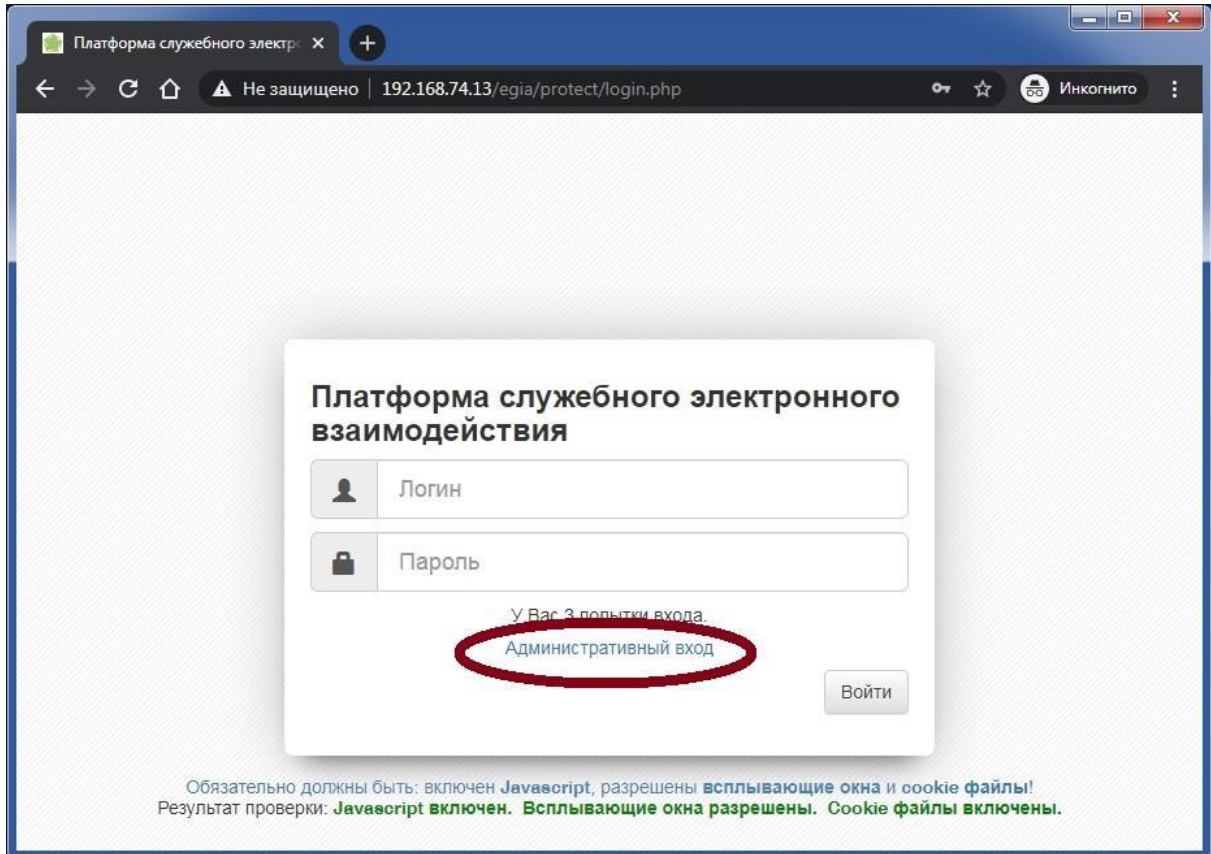 Платформа служебного электро
Не защищено | 192.168.74.13/egia/protect/login.php
Инкогнито
Платформа служебного электронного
взаимодействия
Логин
Пароль
У Вас 3 попытки входа.
Административный вход
Войти
Обязательно должны быть: включен Javascript, разрешены всплывающие окна и cookie файлы!
Результат проверки: Javascript включен. Всплывающие окна разрешены. Cookie файлы включены.